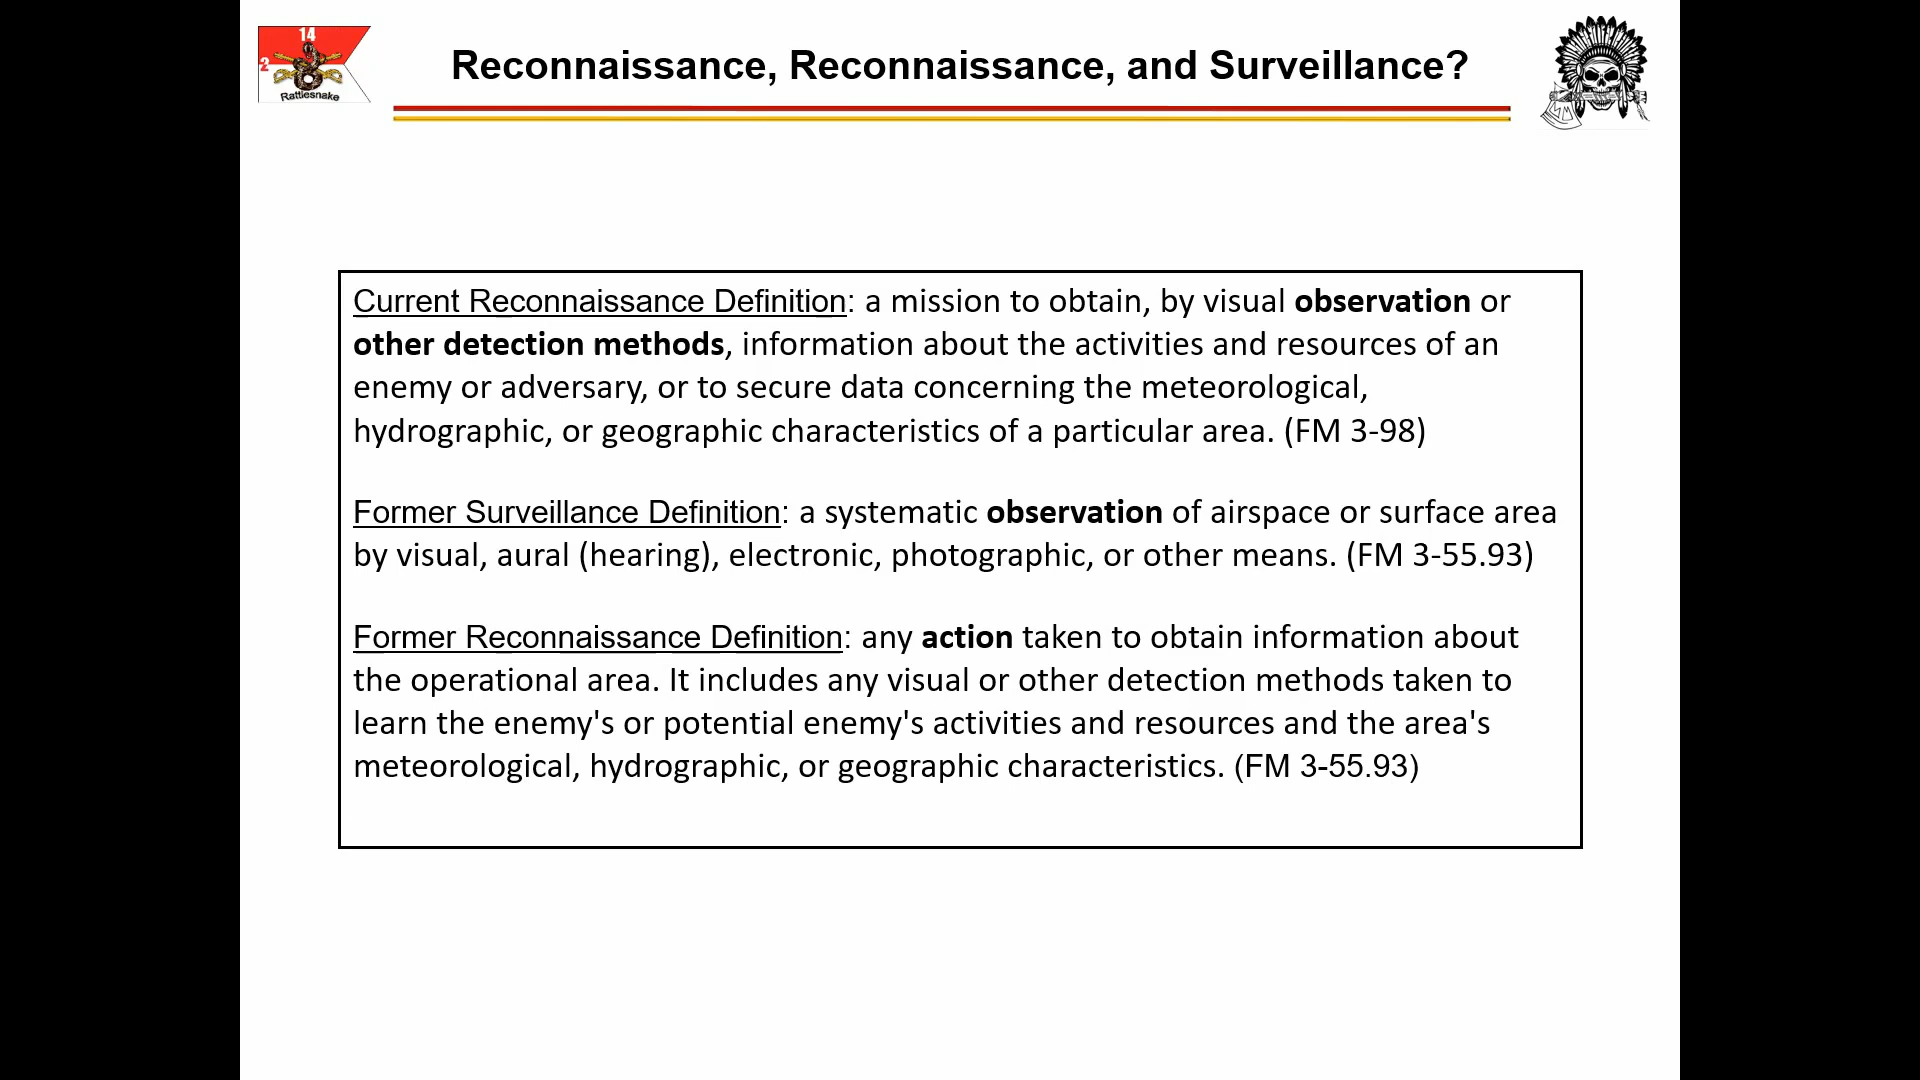 14
2
Rattlesnake
Reconnaissance, Reconnaissance, and Surveillance?
Current Reconnaissance Definition: a mission to obtain, by visual observation or
other detection methods, information about the activities and resources of an
enemy or adversary, or to secure data concerning the meteorological,
hydrographic, or geographic characteristics of a particular area. (FM 3-98)
Former Surveillance Definition: a systematic observation of airspace or surface area
by visual, aural (hearing), electronic, photographic, or other means. (FM 3-55.93)
Former Reconnaissance Definition: any action taken to obtain information about
the operational area. It includes any visual or other detection methods taken to
learn the enemy's or potential enemy's activities and resources and the area's
meteorological, hydrographic, or geographic characteristics. (FM 3-55.93)